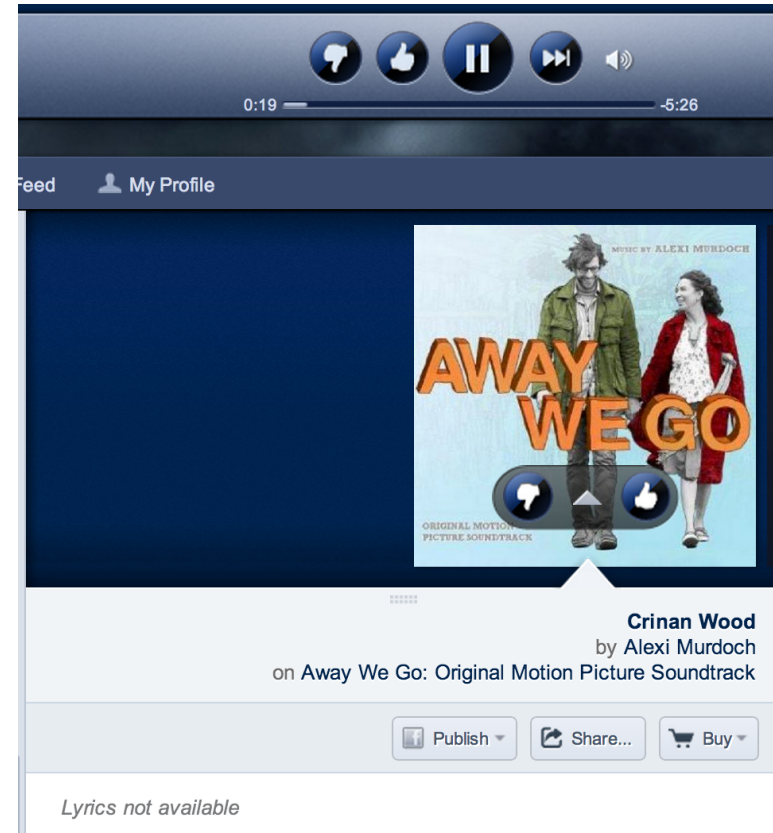 0:19
-5:26
Feed
My Profile
MUSIC BY ALEXI MURDOCH
AWAY
WE GO
ORIGINAL MOTION
PICTURE SOUNDTRACK
Crinan Wood
by Alexi Murdoch
on Away We Go: Original Motion Picture Soundtrack
f Publish
Share...
Buy
Lyrics not available